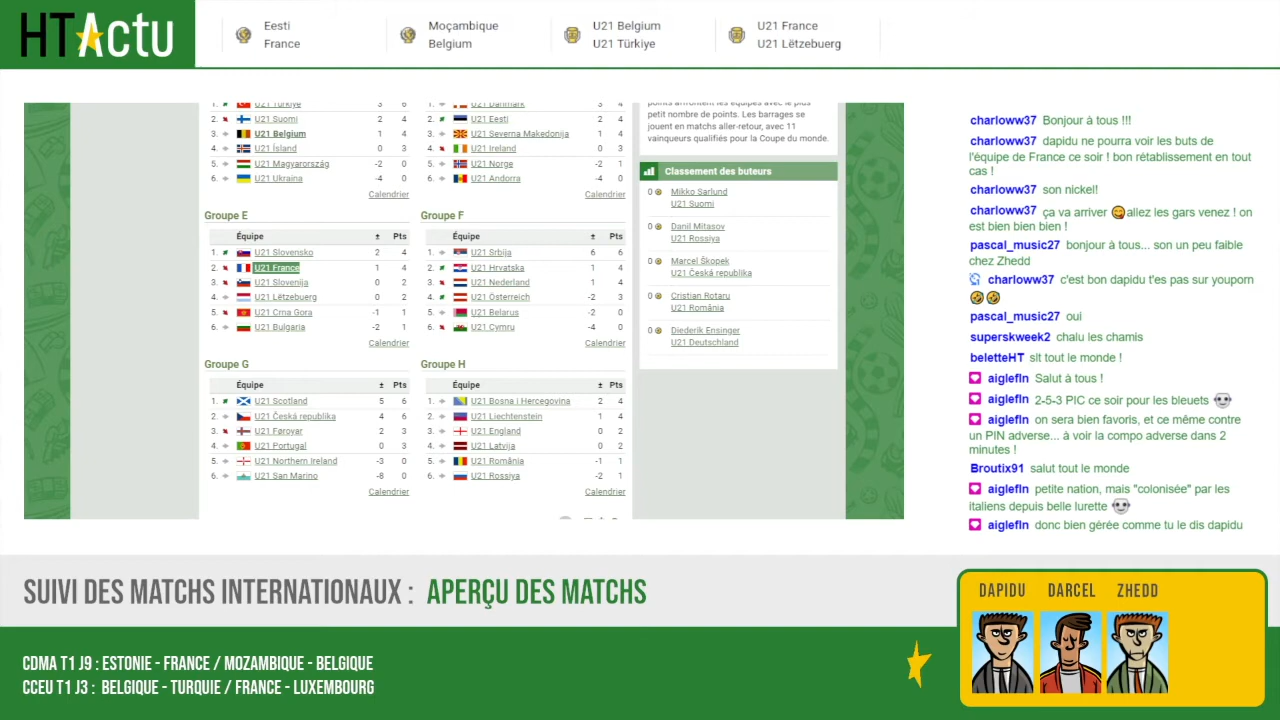 HTActu
Eesti
France
Moçambique
Belgium
U21 Belgium
U21 Türkiye
U21 France
U21 Lëtzebuerg
1. U21 Türkiye 3 6
2. U21 Suomi 2 4
3. U21 Belgium 1 4
4. U21 Ísland 0 3
5. U21 Magyarország -2 0
6. U21 Ukraina -4 0
Calendrier
1. U21 Danmark 3 4
2. U21 Eesti 1 4
3. U21 Severna Makedonija 1 4
4. U21 Ireland 0 3
5. U21 Norge -2 1
6. U21 Andorra -4 0
Calendrier
Groupe E
Équipe ± Pts
1. U21 Slovensko 2 4
2. U21 France 1 4
3. U21 Slovenija 0 2
4. U21 Lëtzebuerg 0 2
5. U21 Crna Gora -1 1
6. U21 Bulgaria -2 1
Calendrier
Groupe F
Équipe ± Pts
1. U21 Srbija 6 6
2. U21 Hrvatska 1 4
3. U21 Nederland 1 4
4. U21 Österreich -2 3
5. U21 Belarus -2 0
6. U21 Cymru -4 0
Calendrier
Groupe G
Équipe ± Pts
1. U21 Scotland 5 6
2. U21 Česká republika 4 6
3. U21 Føroyar 2 3
4. U21 Portugal 0 3
5. U21 Northern Ireland -3 0
6. U21 San Marino -8 0
Calendrier
Groupe H
Équipe ± Pts
1. U21 Bosna i Hercegovina 2 4
2. U21 Liechtenstein 1 4
3. U21 England 0 2
4. U21 Latvija 0 2
5. U21 România -1 1
6. U21 Rossiya -2 1
Calendrier
points affrontent les équipes avec le plus
petit nombre de points. Les barrages se
jouent en matchs aller-retour, avec 11
vainqueurs qualifiés pour la Coupe du monde.
Classement des buteurs
0 Mikko Sarlund
U21 Suomi
0 Danil Mitasov
U21 Rossiya
0 Marcel Škopek
U21 Česká republika
0 Cristian Rotaru
U21 România
0 Diederik Ensinger
U21 Deutschland
charloww37 Bonjour à tous !!!
charloww37 dapidu ne pourra voir les buts de
l'équipe de France ce soir ! bon rétablissement en tout
cas !
charloww37 son nickel!
charloww37 ça va arriver 😋allez les gars venez ! on
est bien bien bien !
pascal_music27 bonjour à tous... son un peu faible
chez Zhedd
charloww37 c'est bon dapidu t'es pas sur youporn
🤣🤣
pascal_music27 oui
superskweek2 chalu les chamis
beletteHT slt tout le monde !
aiglefln Salut à tous !
aiglefln 2-5-3 PIC ce soir pour les bleuets
aiglefln on sera bien favoris, et ce même contre
un PIN adverse... à voir la compo adverse dans 2
minutes !
Broutix91 salut tout le monde
aiglefln petite nation, mais "colonisée" par les
italiens depuis belle lurette
aiglefln donc bien gérée comme tu le dis dapidu
SUIVI DES MATCHS INTERNATIONAUX : APERÇU DES MATCHS
DAPIDU DARCEL ZHEDD
CDMA T1 J9 : ESTONIE - FRANCE / MOZAMBIQUE - BELGIQUE
CCEU T1 J3 : BELGIQUE - TURQUIE / FRANCE - LUXEMBOURG